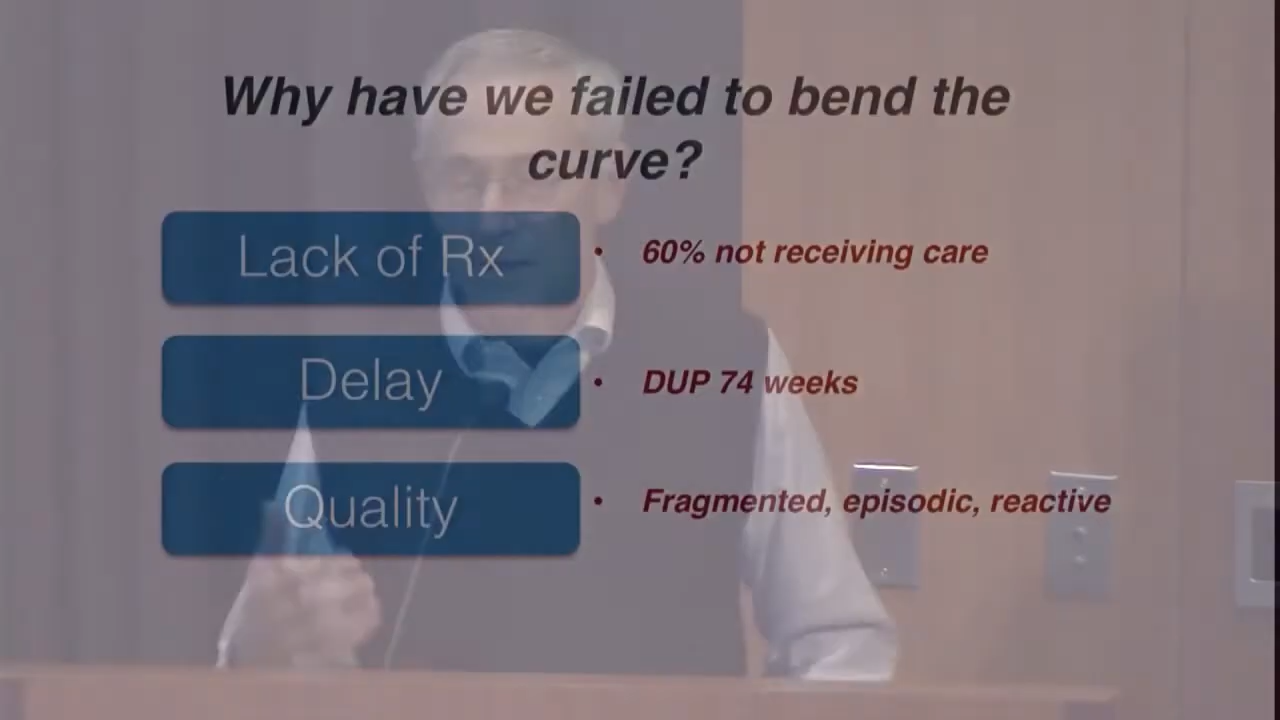 Why have we failed to bend the
curve?
Lack of Rx
• 60% not receiving care
Delay
• DUP 74 weeks
Quality
• Fragmented, episodic, reactive